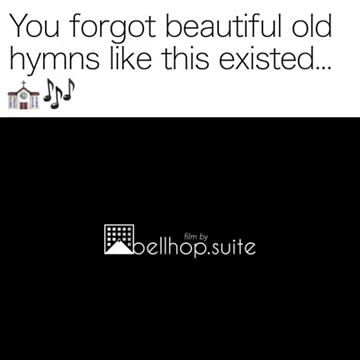 You forgot beautiful old
hymns like this existed...
film by
bellhop.suite